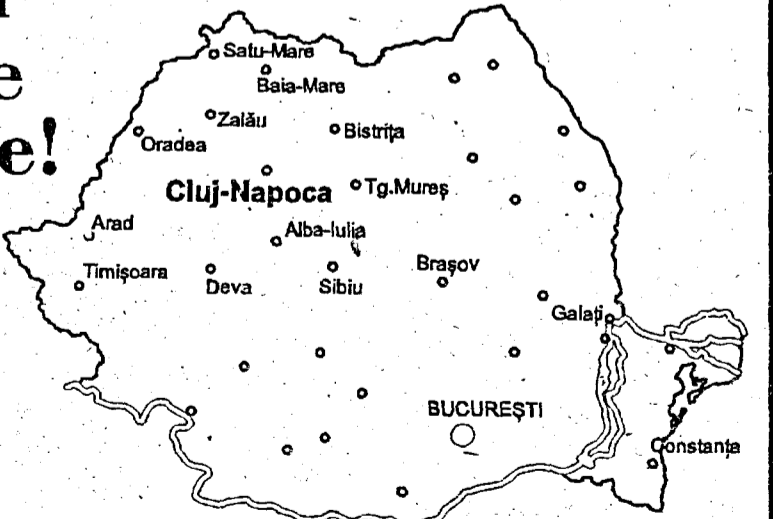 e
e!
Satu-Mare
Baia-Mare
Zalău
Bistrița
Oradea
Cluj-Napoca
Tg.Mureș
Arad
Alba-Iulia
Timișoara
Deva
Sibiu
Brașov
Galați
BUCUREȘTI
Constanța